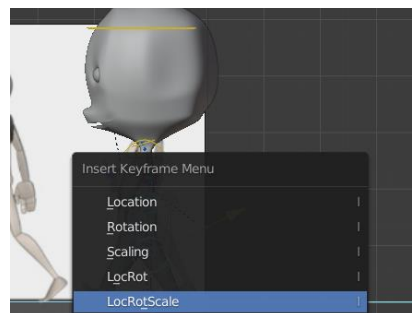 Insert Keyframe Menu
Location I
Rotation I
Scaling I
LocRot I
LocRotScale I